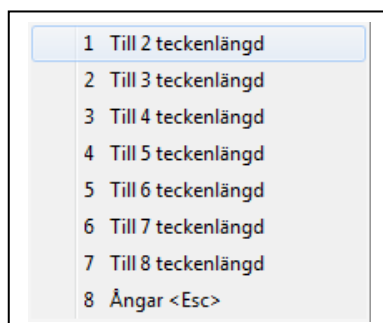 1 Till 2 teckenlängd
2 Till 3 teckenlängd
3 Till 4 teckenlängd
4 Till 5 teckenlängd
5 Till 6 teckenlängd
6 Till 7 teckenlängd
7 Till 8 teckenlängd
8 Ångar <Esc>